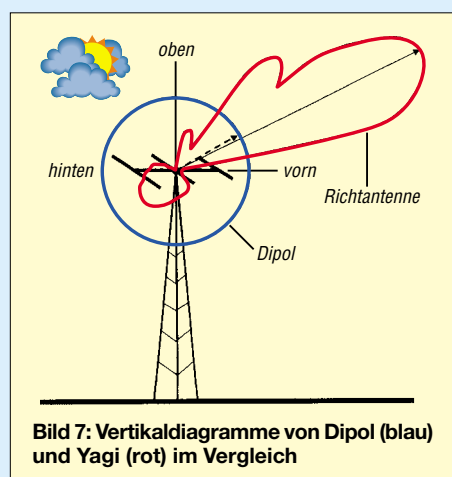 oben
hinten
vorn
Richtantenne
Dipol
Bild 7: Vertikaldiagramme von Dipol (blau)
und Yagi (rot) im Vergleich